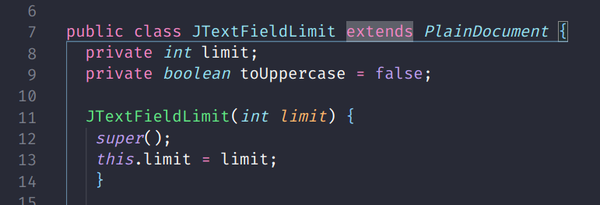 6
7 public class JTextFieldLimit extends PlainDocument {
8 private int limit;
9 private boolean toUppercase = false;
10
11 JTextFieldLimit(int limit) {
12 super();
13 this.limit = limit;
14 }
15